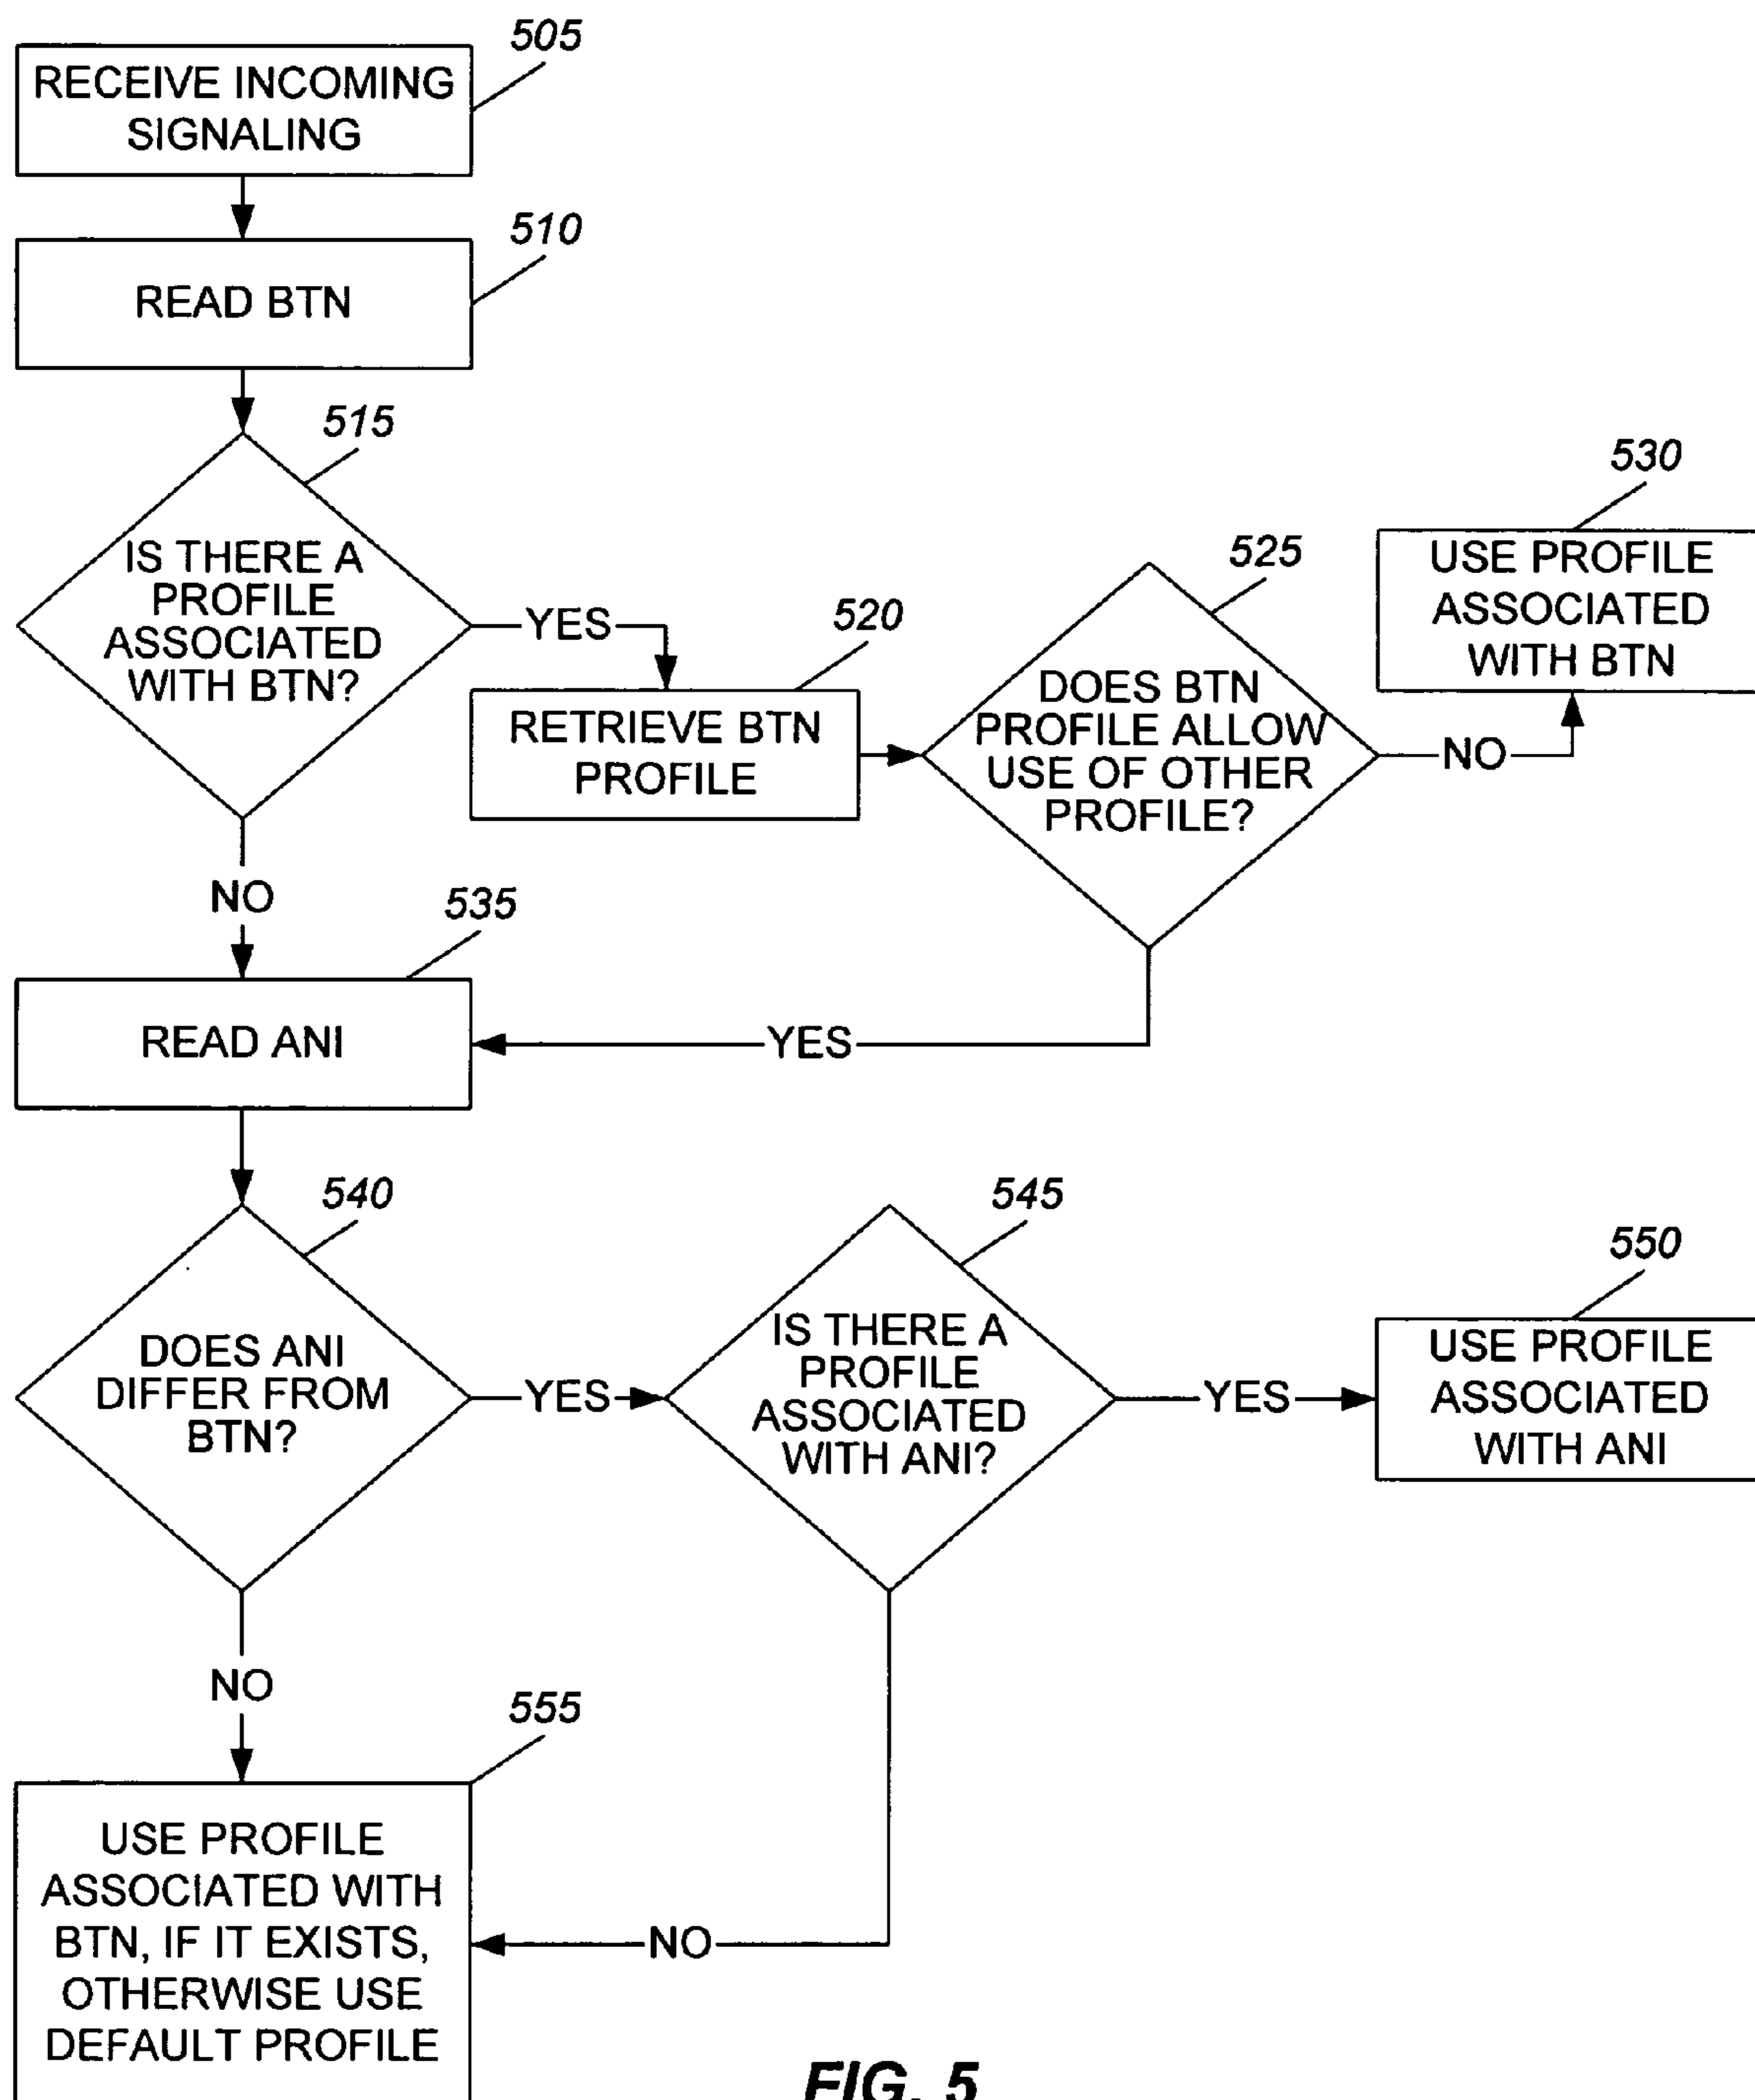 505
RECEIVE INCOMING
SIGNALING
510
READ BTN
515
IS THERE A
PROFILE
ASSOCIATED
WITH BTN?
YES
520
RETRIEVE BTN
PROFILE
525
DOES BTN
PROFILE ALLOW
USE OF OTHER
PROFILE?
NO
530
USE PROFILE
ASSOCIATED
WITH BTN
NO
535
READ ANI
YES
540
DOES ANI
DIFFER FROM
BTN?
YES
545
IS THERE A
PROFILE
ASSOCIATED
WITH ANI?
YES
550
USE PROFILE
ASSOCIATED
WITH ANI
NO
555
USE PROFILE
ASSOCIATED WITH
BTN, IF IT EXISTS,
OTHERWISE USE
DEFAULT PROFILE
NO
FIG. 5